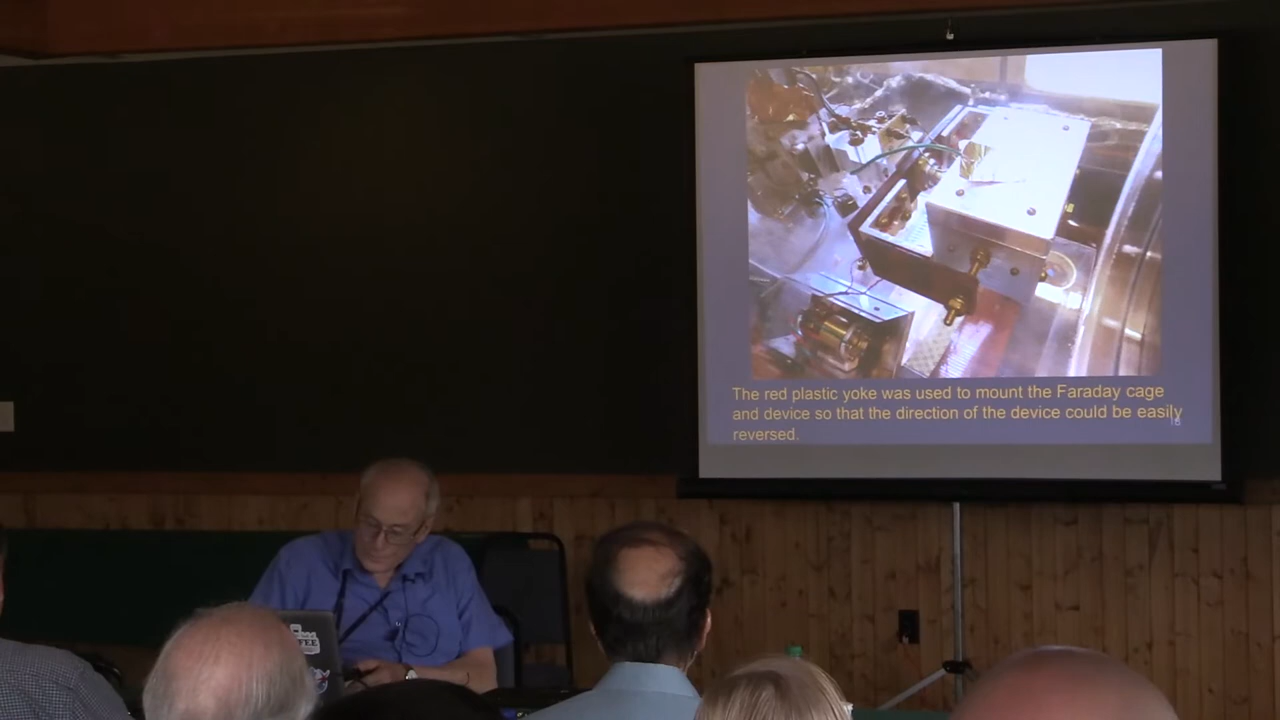 The red plastic yoke was used to mount the Faraday cage
and device so that the direction of the device could be easily
reversed.
18